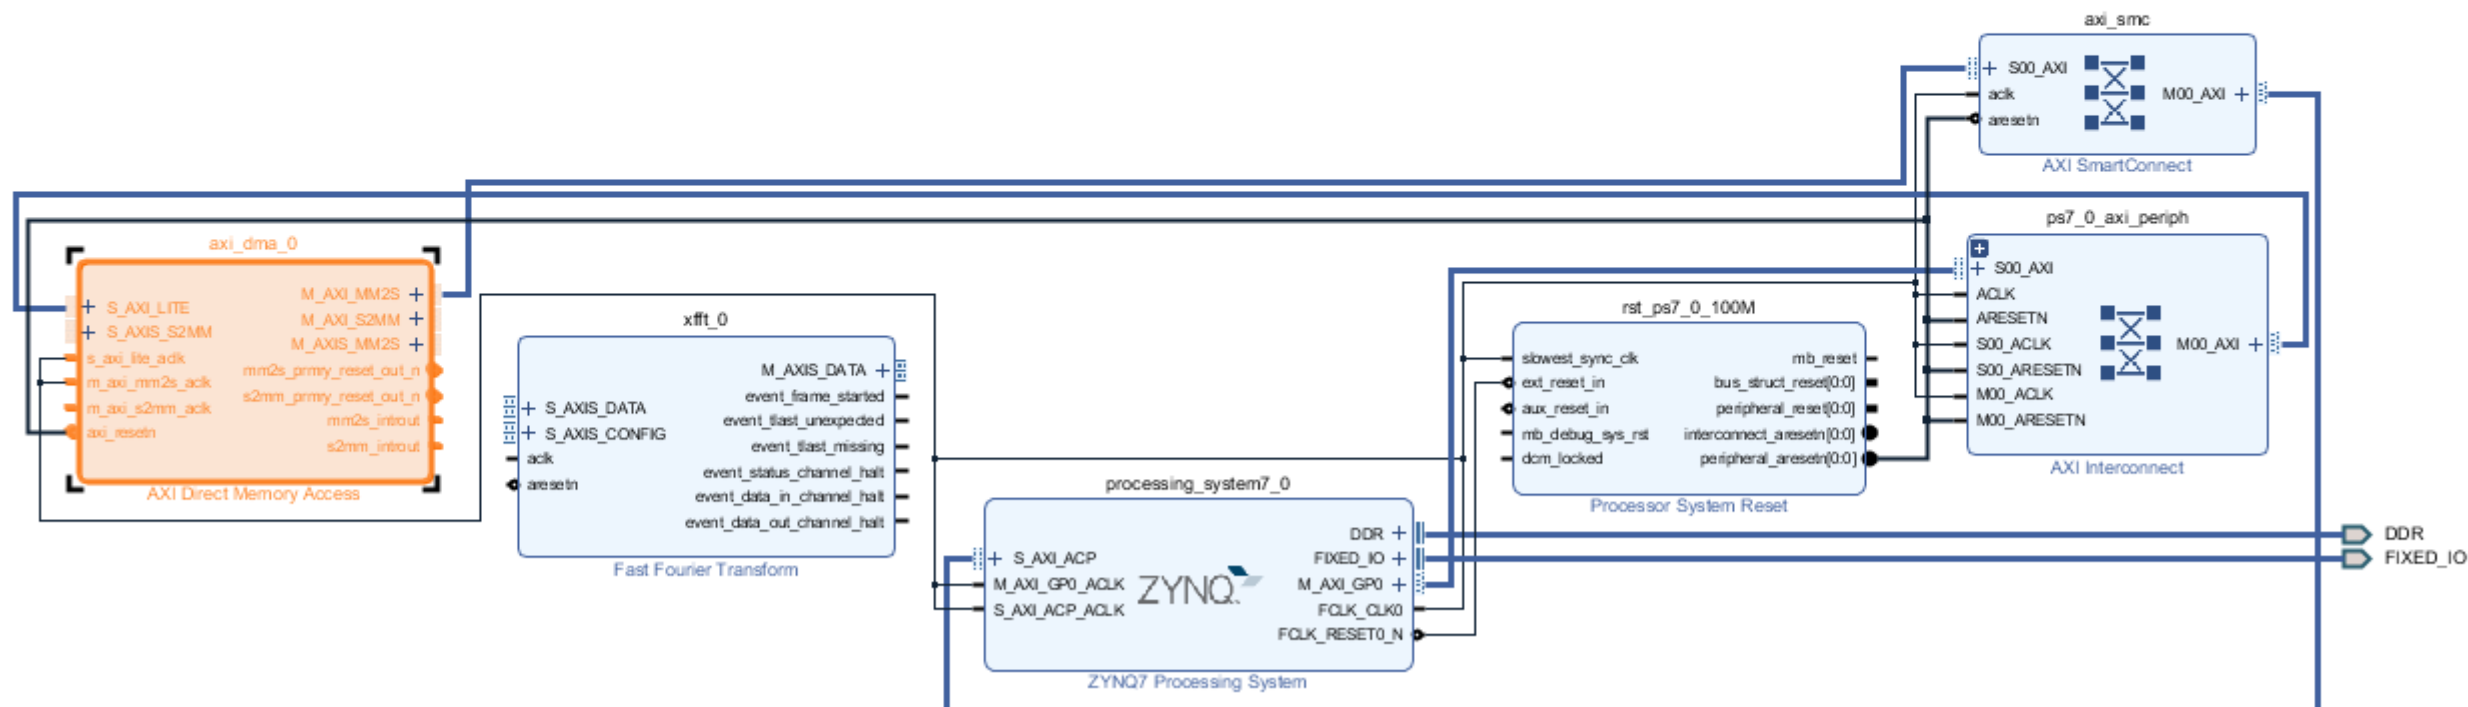 axi_smc
S00_AXI
aclk
aresetn
M00_AXI
AXI SmartConnect
ps7_0_axi_periph
S00_AXI
ACLK
ARESETN
S00_ACLK
S00_ARESETN
M00_ACLK
M00_ARESETN
M00_AXI
AXI Interconnect
axi_dma_0
S_AXI_LITE
S_AXIS_S2MM
s_axi_lite_aclk
m_axi_mm2s_aclk
m_axi_s2mm_aclk
axi_resetn
M_AXI_MM2S
M_AXI_S2MM
M_AXIS_MM2S
mm2s_prmry_reset_out_n
s2mm_prmry_reset_out_n
mm2s_introut
s2mm_introut
AXI Direct Memory Access
xfft_0
S_AXIS_DATA
S_AXIS_CONFIG
aclk
aresetn
M_AXIS_DATA
event_frame_started
event_tlast_unexpected
event_tlast_missing
event_status_channel_halt
event_data_in_channel_halt
event_data_out_channel_halt
Fast Fourier Transform
processing_system7_0
S_AXI_ACP
M_AXI_GP0_ACLK
S_AXI_ACP_ACLK
ZYNQ
DDR
FIXED_IO
M_AXI_GP0
FCLK_CLK0
FCLK_RESET0_N
ZYNQ7 Processing System
rst_ps7_0_100M
slowest_sync_clk
ext_reset_in
aux_reset_in
mb_debug_sys_rst
dcm_locked
mb_reset
bus_struct_reset[0:0]
peripheral_reset[0:0]
interconnect_aresetn[0:0]
peripheral_aresetn[0:0]
Processor System Reset
DDR
FIXED_IO